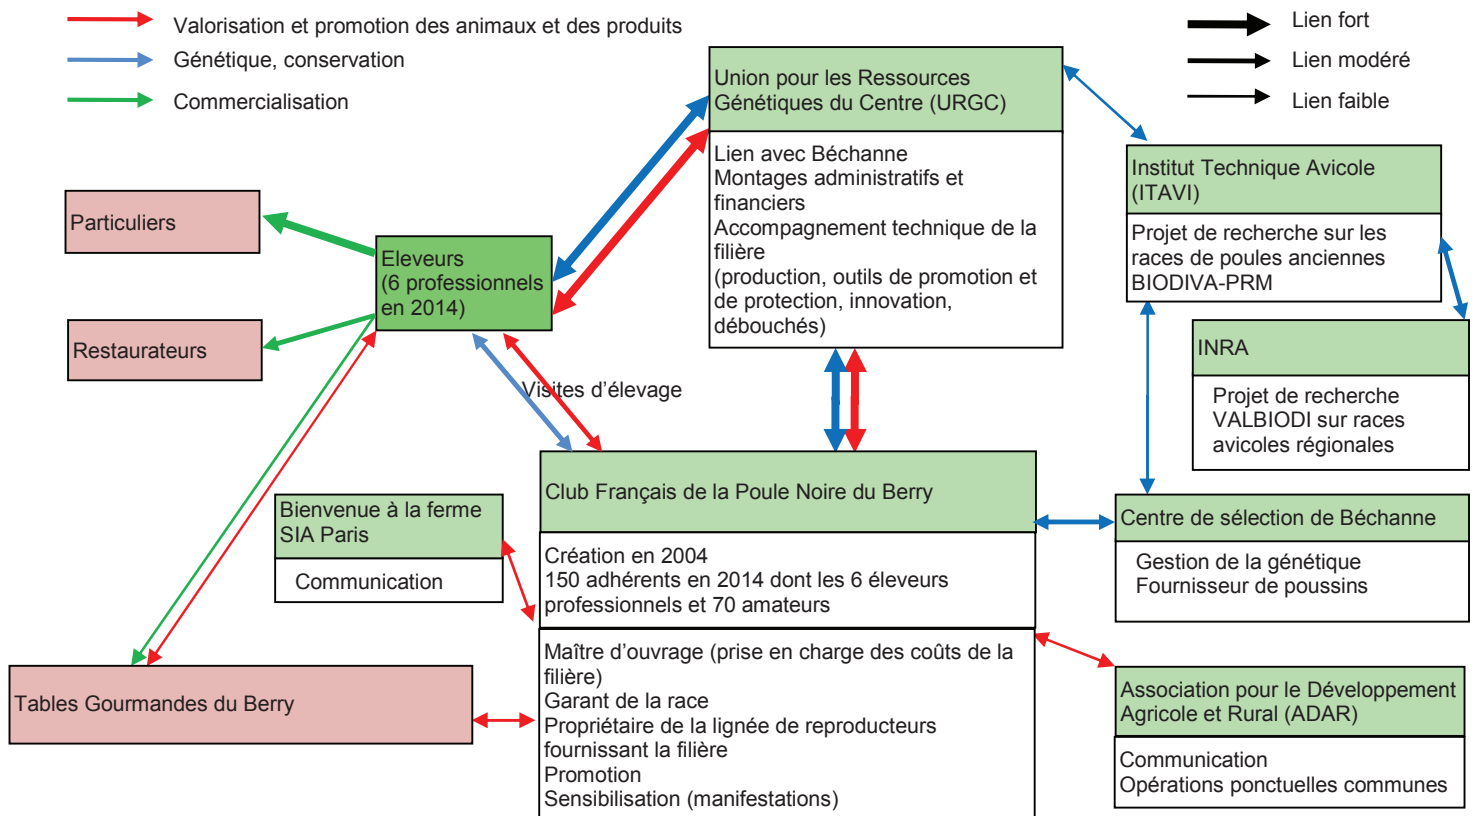 Valorisation et promotion des animaux et des produits
Génétique, conservation
Commercialisation
Lien fort
Lien modéré
Lien faible
Union pour les Ressources
Génétiques du Centre (URGC)
Lien avec Béchanne
Montages administratifs et
financiers
Accompagnement technique de la
filière
(production, outils de promotion et
de protection, innovation,
débouchés)
Institut Technique Avicole
(ITAVI)
Projet de recherche sur les
races de poules anciennes
BIODIVA-PRM
INRA
Projet de recherche
VALBIODI sur races
avicoles régionales
Particuliers
Eleveurs
(6 professionnels
en 2014)
Restaurateurs
Visites d'élevage
Club Français de la Poule Noire du Berry
Création en 2004
150 adhérents en 2014 dont les 6 éleveurs
professionnels et 70 amateurs
Maître d'ouvrage (prise en charge des coûts de la
filière)
Garant de la race
Propriétaire de la lignée de reproducteurs
fournissant la filière
Promotion
Sensibilisation (manifestations)
Bienvenue à la ferme
SIA Paris
Communication
Centre de sélection de Béchanne
Gestion de la génétique
Fournisseur de poussins
Tables Gourmandes du Berry
Association pour le Développement
Agricole et Rural (ADAR)
Communication
Opérations ponctuelles communes